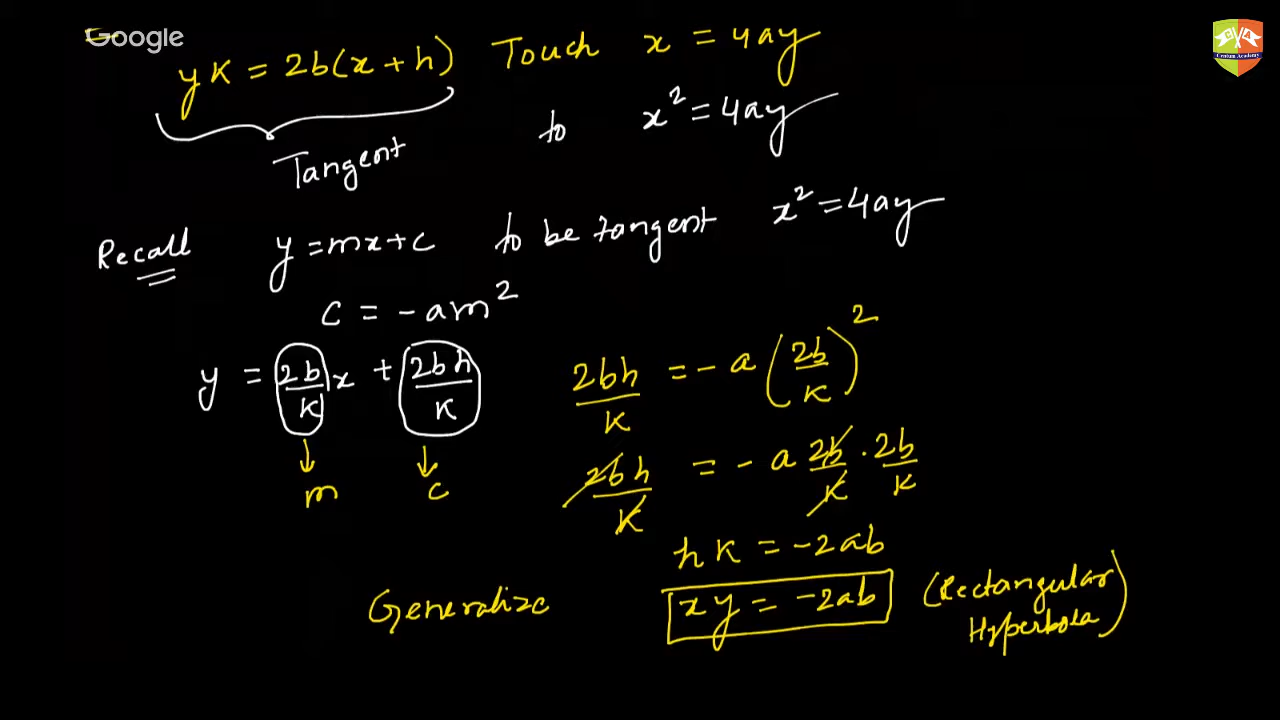 Google
yK = 2b(x + h) Touch x = 4ay
Tangent to x² = 4ay
Recall y = mx + c to be tangent x² = 4ay
c = -am²
y = 2b/K x + 2bh/K
m c
2bh/K = -a (2b/K)²
2bh/K = -a 2b/K · 2b/K
hK = -2ab
Generalize xy = -2ab (Rectangular
Hyperbola)